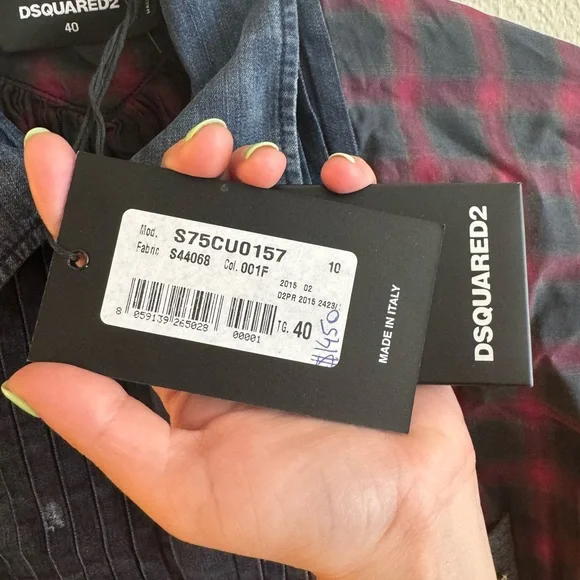 DSQUARED2
40
Mod. S75CU0157
Fabric S44068 Col. 001F 10
2015 02
D2PR 2015 2423/
8 059139 265028 00001
TG. 40
$1450
MADE IN ITALY
DSQUARED2